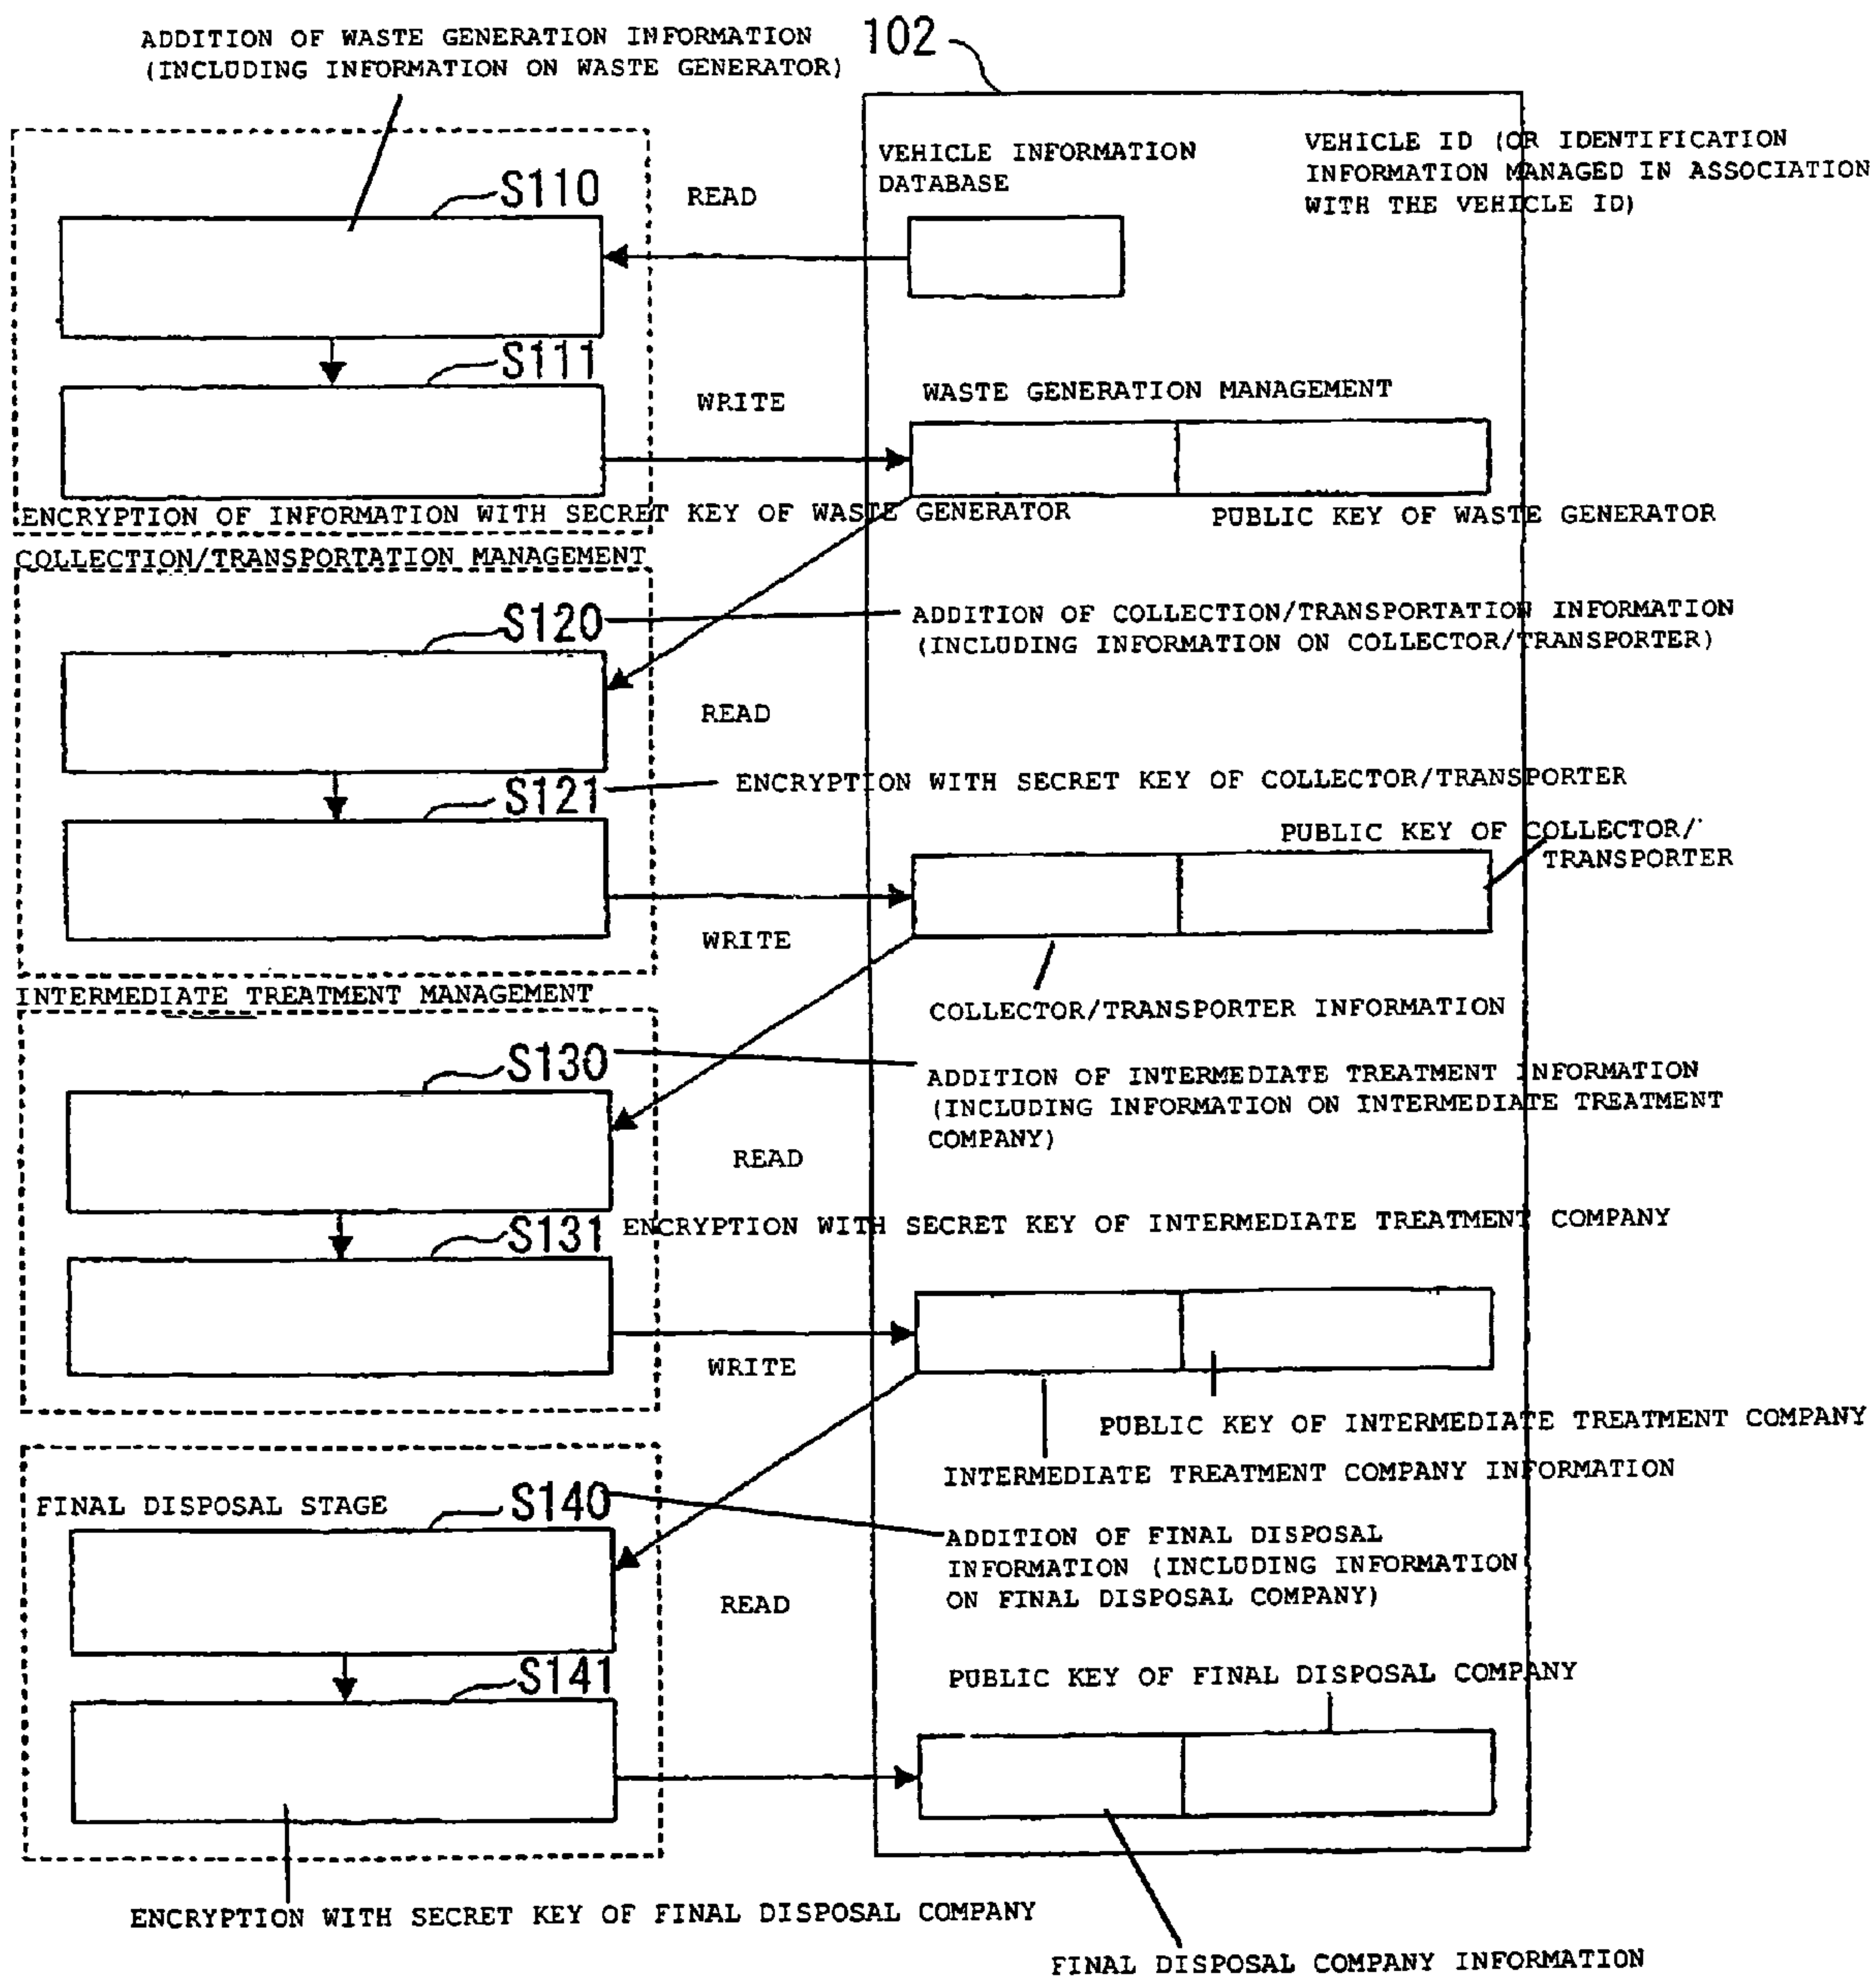 ADDITION OF WASTE GENERATION INFORMATION
(INCLUDING INFORMATION ON WASTE GENERATOR)
102
VEHICLE INFORMATION
DATABASE
VEHICLE ID (OR IDENTIFICATION
INFORMATION MANAGED IN ASSOCIATION
WITH THE VEHICLE ID)
S110
READ
S111
WRITE
WASTE GENERATION MANAGEMENT
ENCRYPTION OF INFORMATION WITH SECRET KEY OF WASTE GENERATOR
PUBLIC KEY OF WASTE GENERATOR
COLLECTION/TRANSPORTATION MANAGEMENT
S120
ADDITION OF COLLECTION/TRANSPORTATION INFORMATION
(INCLUDING INFORMATION ON COLLECTOR/TRANSPORTER)
READ
S121
ENCRYPTION WITH SECRET KEY OF COLLECTOR/TRANSPORTER
PUBLIC KEY OF COLLECTOR/
TRANSPORTER
WRITE
COLLECTOR/TRANSPORTER INFORMATION
INTERMEDIATE TREATMENT MANAGEMENT
S130
ADDITION OF INTERMEDIATE TREATMENT INFORMATION
(INCLUDING INFORMATION ON INTERMEDIATE TREATMENT
COMPANY)
READ
S131
ENCRYPTION WITH SECRET KEY OF INTERMEDIATE TREATMENT COMPANY
WRITE
PUBLIC KEY OF INTERMEDIATE TREATMENT COMPANY
INTERMEDIATE TREATMENT COMPANY INFORMATION
FINAL DISPOSAL STAGE
S140
ADDITION OF FINAL DISPOSAL
INFORMATION (INCLUDING INFORMATION
ON FINAL DISPOSAL COMPANY)
READ
S141
PUBLIC KEY OF FINAL DISPOSAL COMPANY
ENCRYPTION WITH SECRET KEY OF FINAL DISPOSAL COMPANY
FINAL DISPOSAL COMPANY INFORMATION